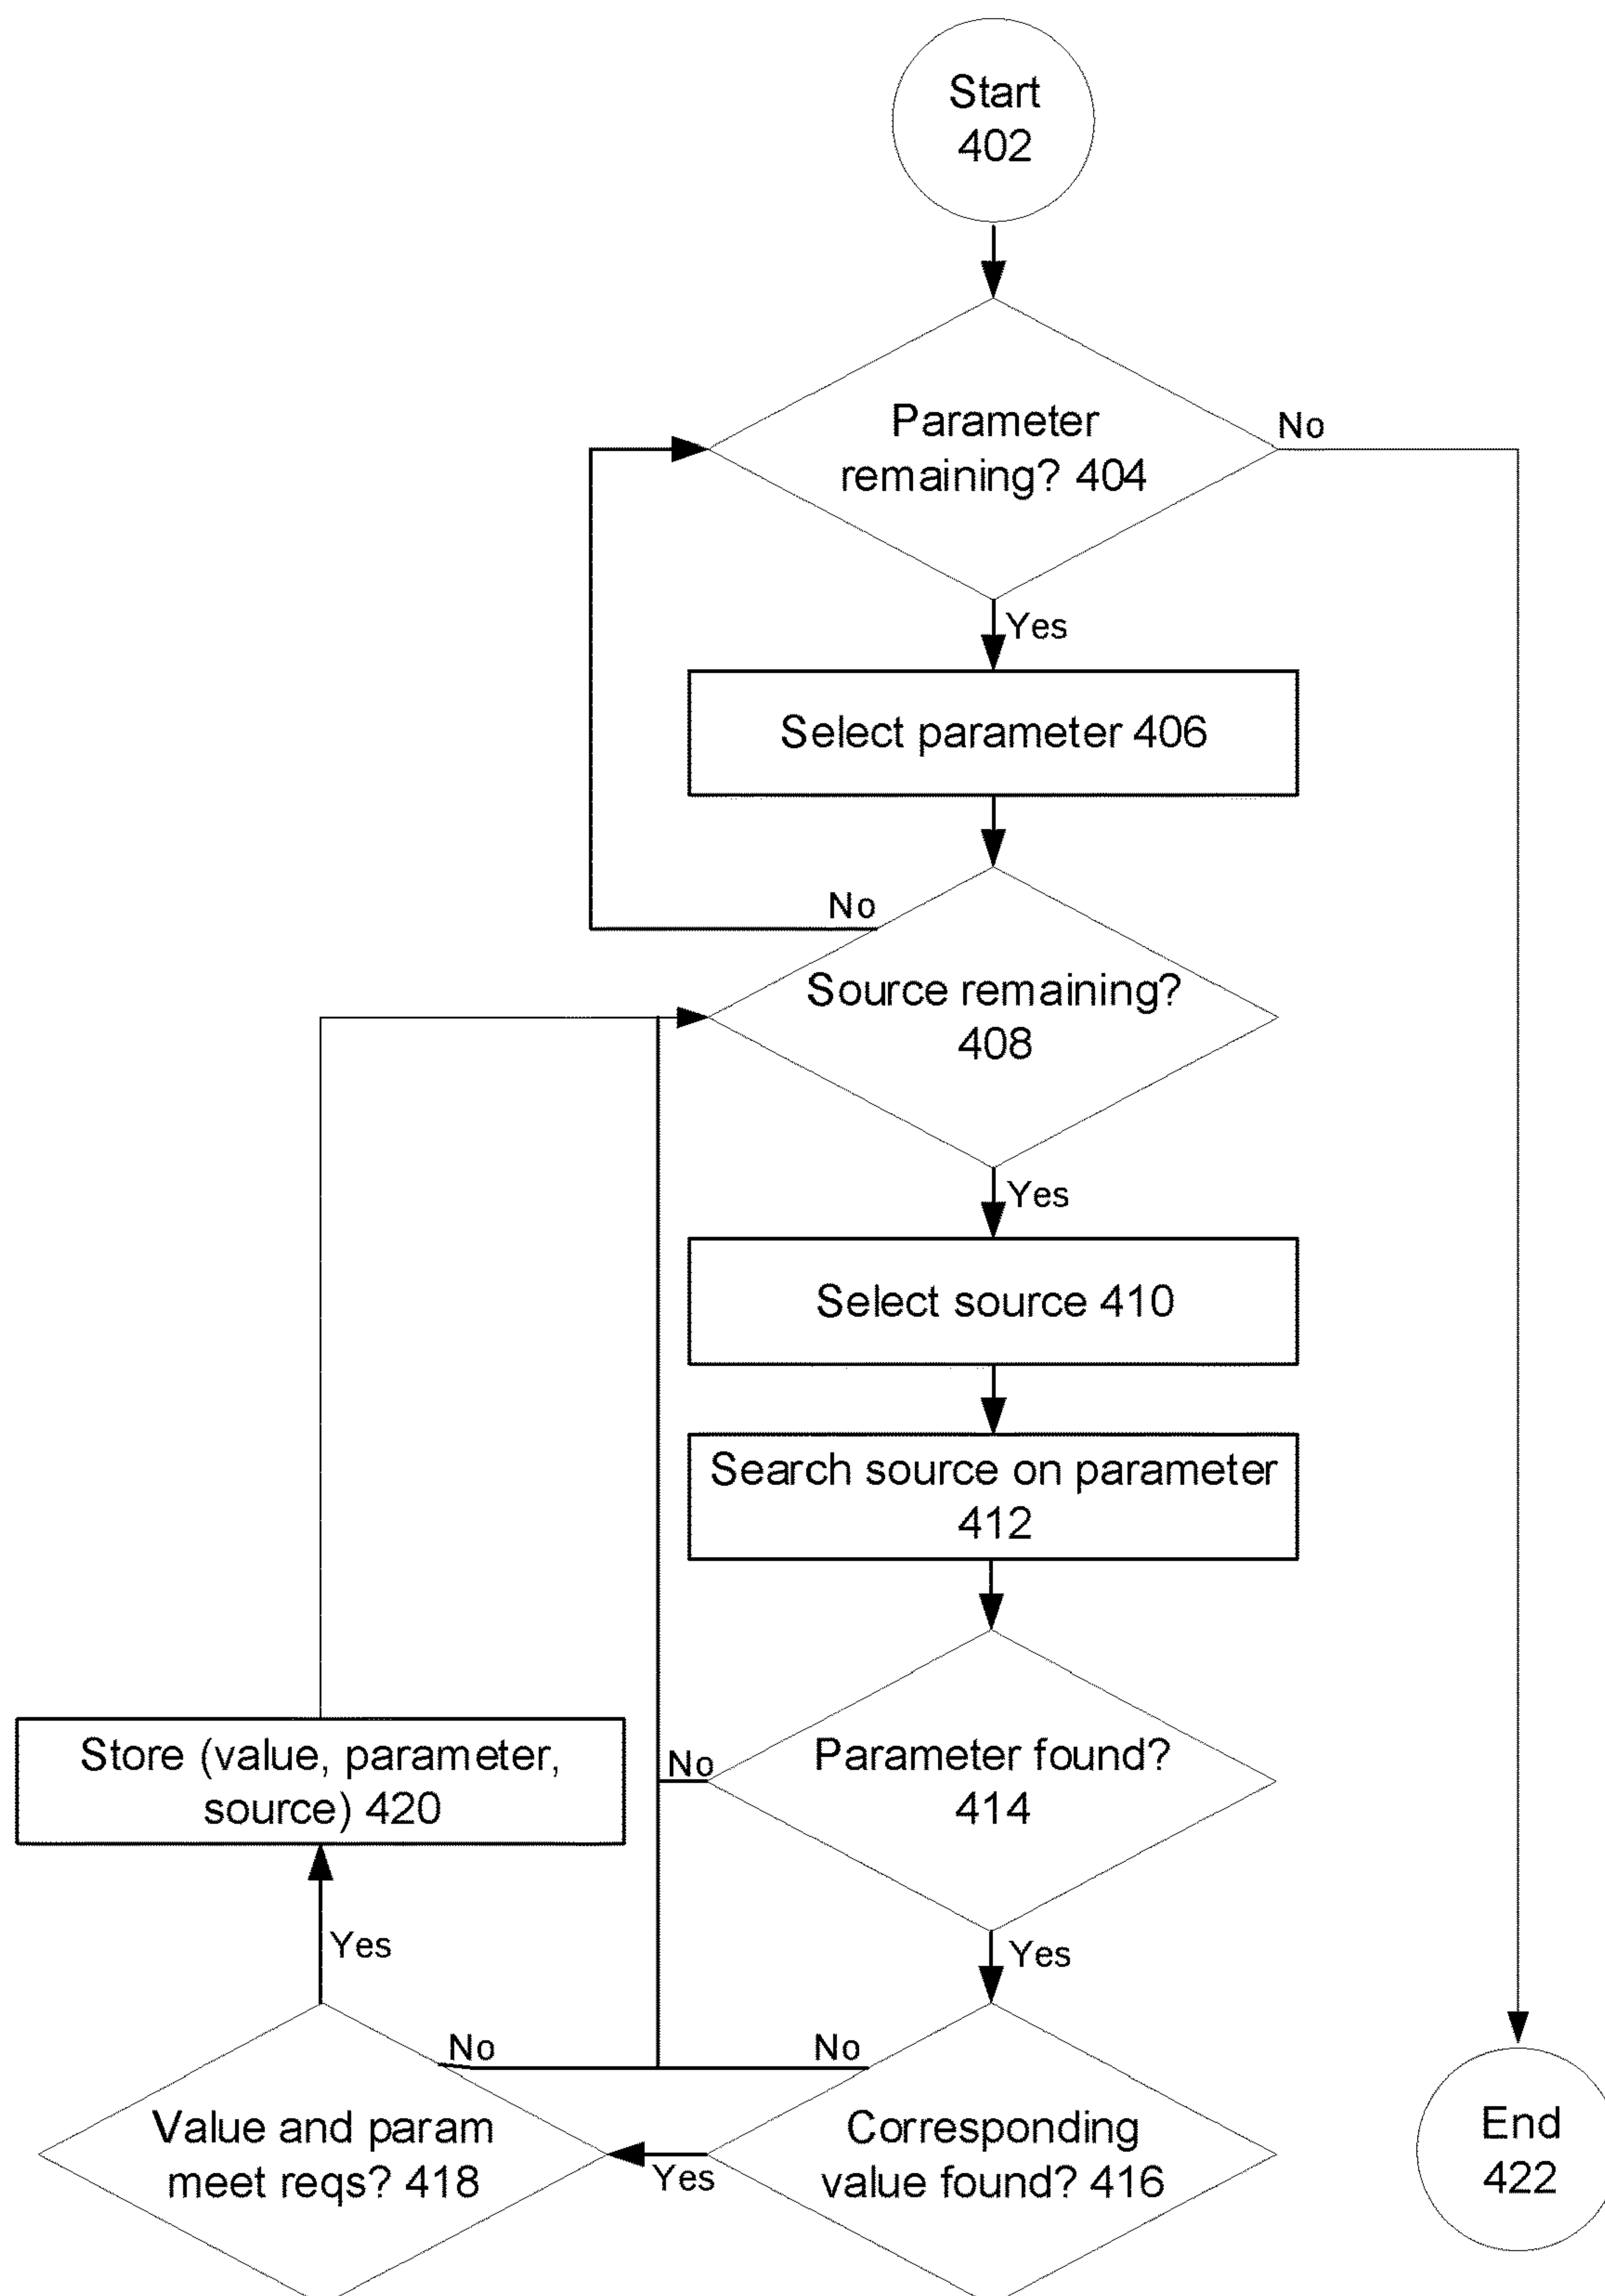 Start
402
Parameter
remaining? 404
No
Yes
Select parameter 406
No
Source remaining?
408
Yes
Select source 410
Search source on parameter
412
Parameter found?
414
No
Store (value, parameter,
source) 420
Yes
Yes
No
No
Value and param
meet reqs? 418
Yes
Corresponding
value found? 416
End
422